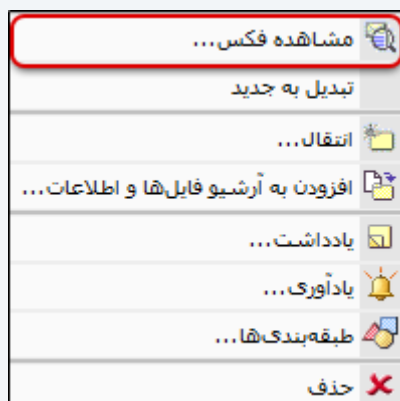 مشاهده فکس...
تبدیل به جدید
انتقال...
افزودن به آرشیو فایل‌ها و اطلاعات...
یادداشت...
یادآوری...
طبقه‌بندی‌ها...
حذف